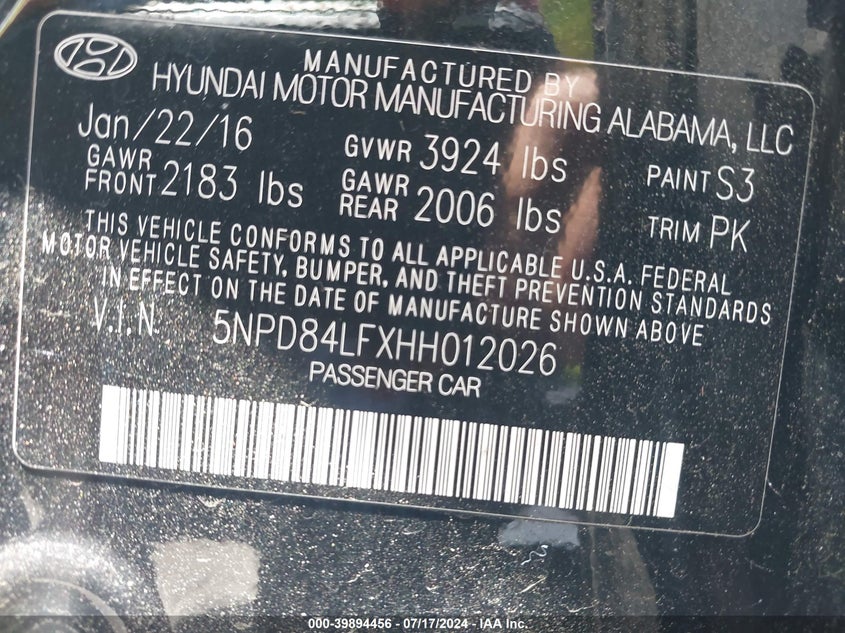 MANUFACTURED BY
HYUNDAI MOTOR MANUFACTURING ALABAMA, LLC
Jan/22/16 GVWR 3924 lbs PAINT S3
GAWR FRONT 2183 lbs GAWR REAR 2006 lbs TRIM PK
THIS VEHICLE CONFORMS TO ALL APPLICABLE U.S.A. FEDERAL
MOTOR VEHICLE SAFETY, BUMPER, AND THEFT PREVENTION STANDARDS
IN EFFECT ON THE DATE OF MANUFACTURE SHOWN ABOVE
V.I.N. 5NPD84LFXHH012026
PASSENGER CAR
000-39894456 - 07/17/2024 - IAA Inc.